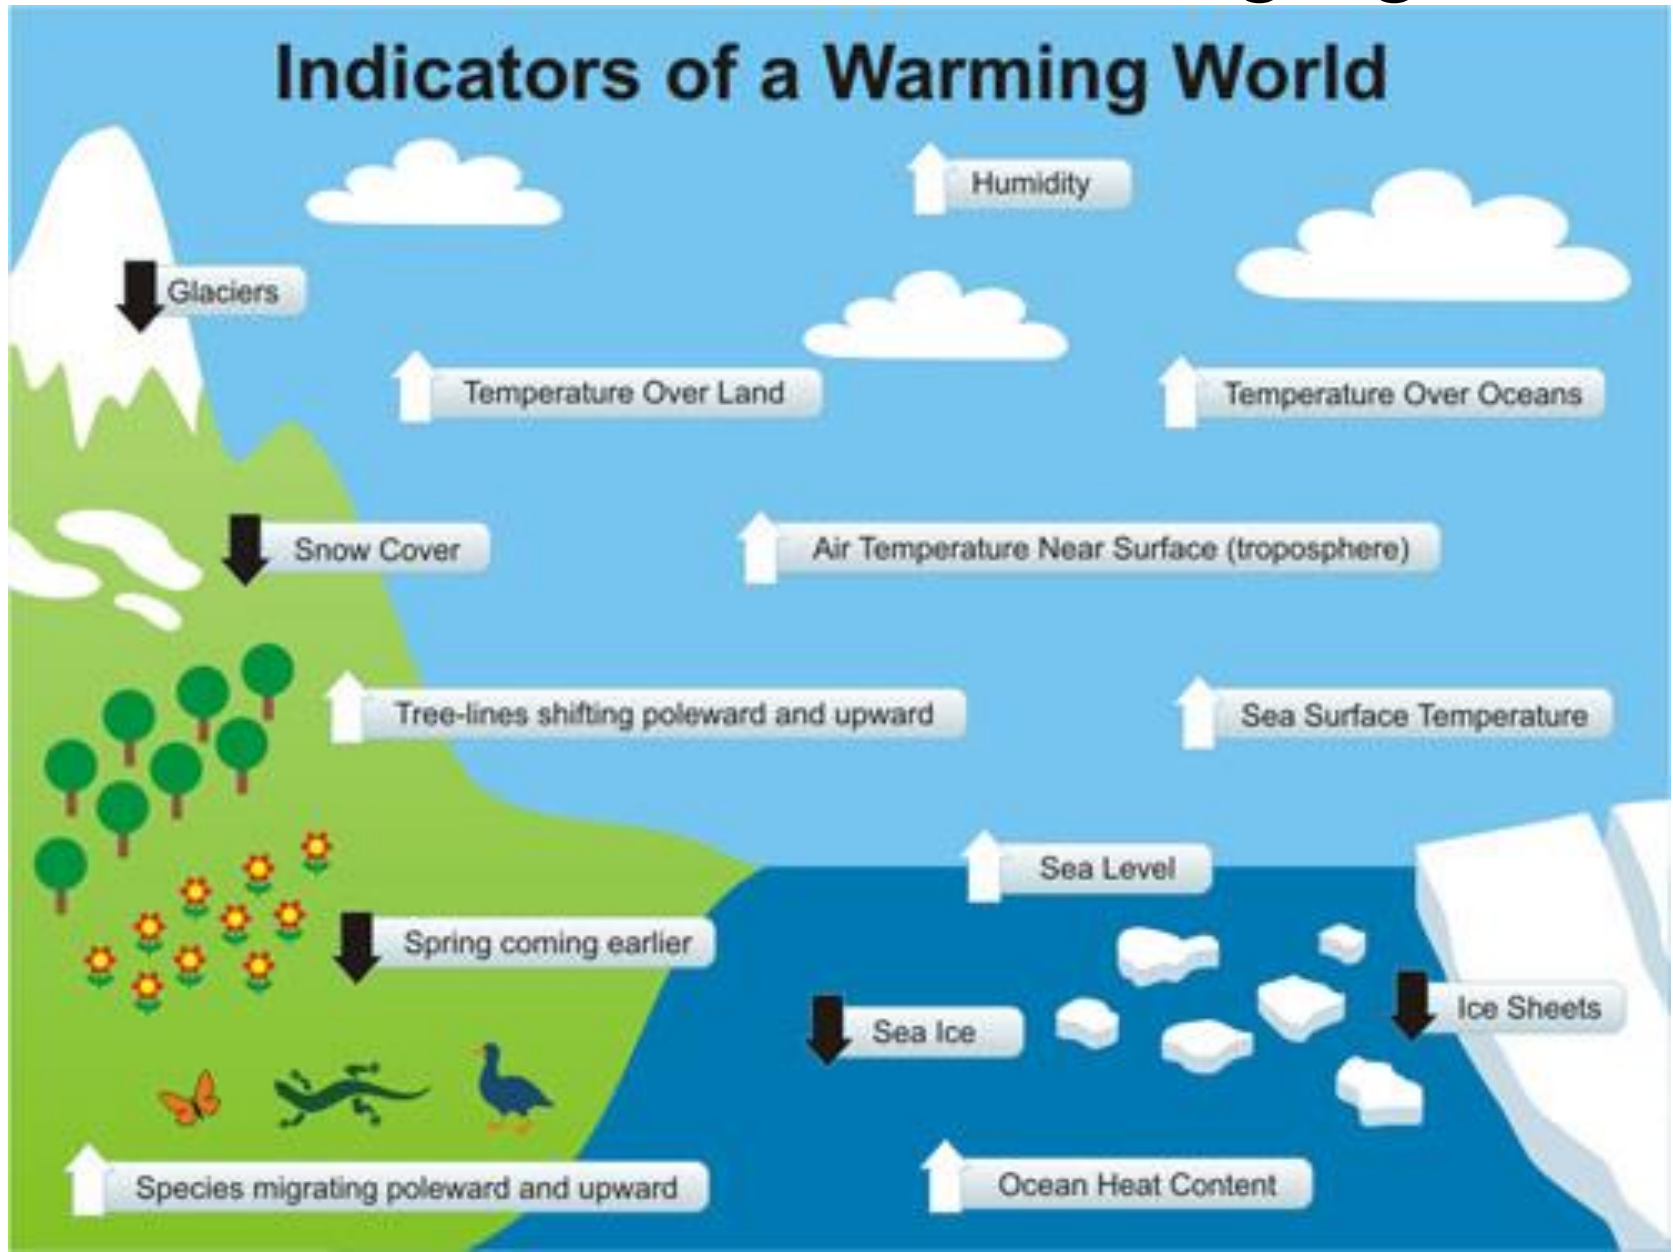 Indicators of a Warming World
Humidity
Glaciers
Temperature Over Land
Temperature Over Oceans
Snow Cover
Air Temperature Near Surface (troposphere)
Tree-lines shifting poleward and upward
Sea Surface Temperature
Sea Level
Spring coming earlier
Ice Sheets
Sea Ice
Species migrating poleward and upward
Ocean Heat Content